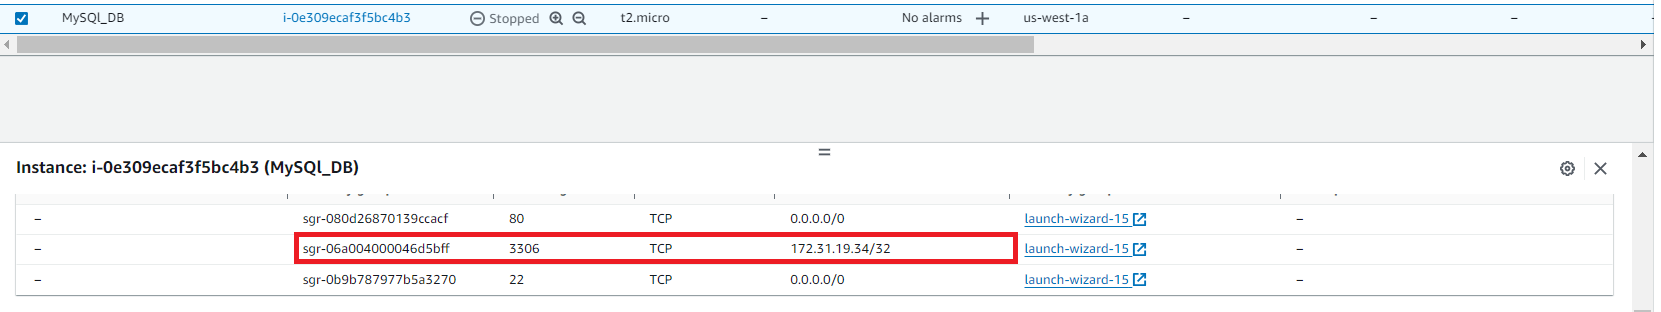 MySQl_DB i-0e309ecaf3f5bc4b3 Stopped t2.micro – No alarms + us-west-1a – – –
Instance: i-0e309ecaf3f5bc4b3 (MySQl_DB)
– sgr-080d26870139ccacf 80 TCP 0.0.0.0/0 launch-wizard-15 –
– sgr-06a004000046d5bff 3306 TCP 172.31.19.34/32 launch-wizard-15 –
– sgr-0b9b787977b5a3270 22 TCP 0.0.0.0/0 launch-wizard-15 –